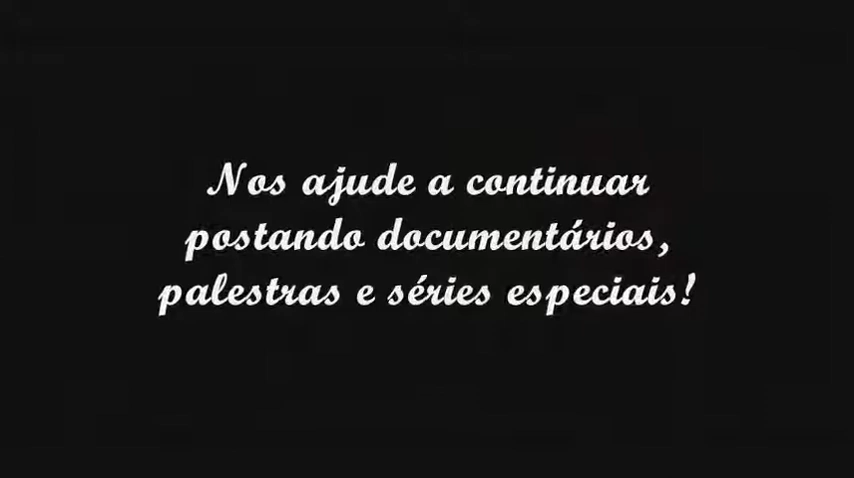 Nos ajude a continuar
postando documentários,
palestras e séries especiais!